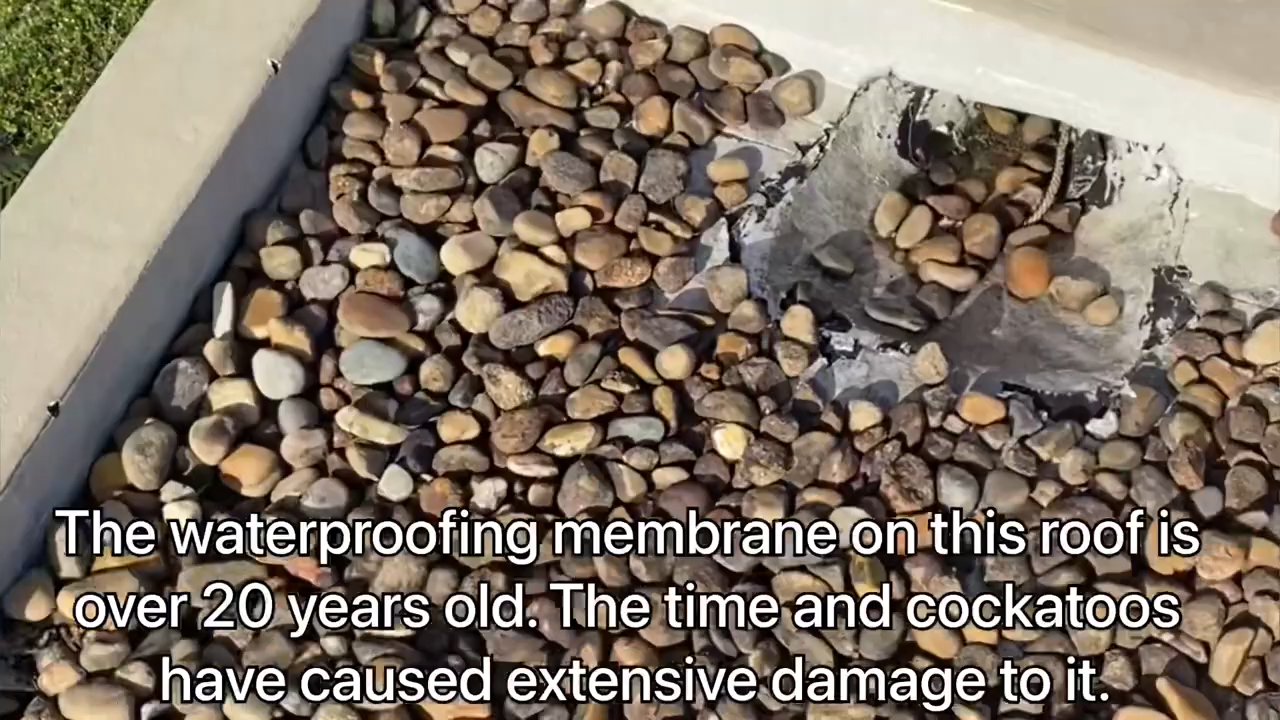 The waterproofing membrane on this roof is
over 20 years old. The time and cockatoos
have caused extensive damage to it.